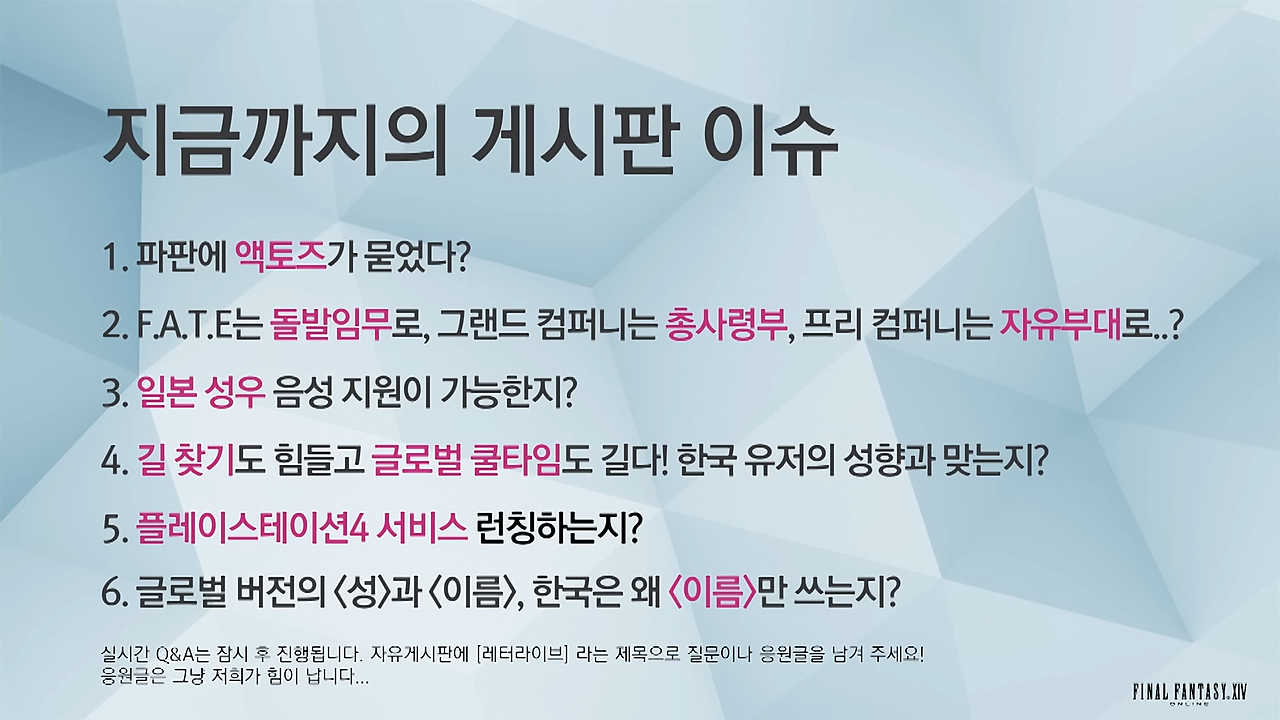 지금까지의 게시판 이슈
1. 파판에 액토즈가 묻었다?
2. F.A.T.E는 돌발임무로, 그랜드 컴퍼니는 총사령부, 프리 컴퍼니는 자유부대로..?
3. 일본 성우 음성 지원이 가능한지?
4. 길 찾기도 힘들고 글로벌 쿨타임도 길다! 한국 유저의 성향과 맞는지?
5. 플레이스테이션4 서비스 런칭하는지?
6. 글로벌 버전의 〈성〉과 〈이름〉, 한국은 왜 〈이름〉만 쓰는지?
실시간 Q&A는 잠시 후 진행됩니다. 자유게시판에 [레터라이브] 라는 제목으로 질문이나 응원글을 남겨 주세요!
응원글은 그냥 저희가 힘이 납니다...
FINAL FANTASY XIV
ONLINE